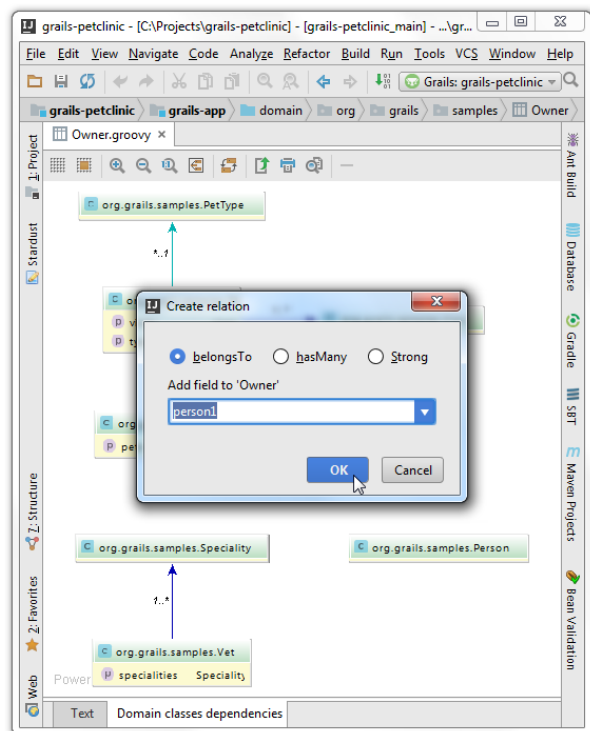 grails-petclinic - [C:\Projects\grails-petclinic] - [grails-petclinic_main] - ...\gr...
File Edit View Navigate Code Analyze Refactor Build Run Tools VCS Window Help
Grails: grails-petclinic
grails-petclinic grails-app domain org grails samples Owner
Owner.groovy ×
1: Project
Stardust
Z: Structure
2: Favorites
Web
C org.grails.samples.PetType
*..1
C
p
p
Create relation
belongsTo hasMany Strong
Add field to 'Owner'
person1
OK Cancel
C org
p pe
C org.grails.samples.Speciality
C org.grails.samples.Person
1..*
C org.grails.samples.Vet
p specialities Speciality
Power
Text Domain classes dependencies
Ant Build
Database
Gradle
SBT
m Maven Projects
Bean Validation